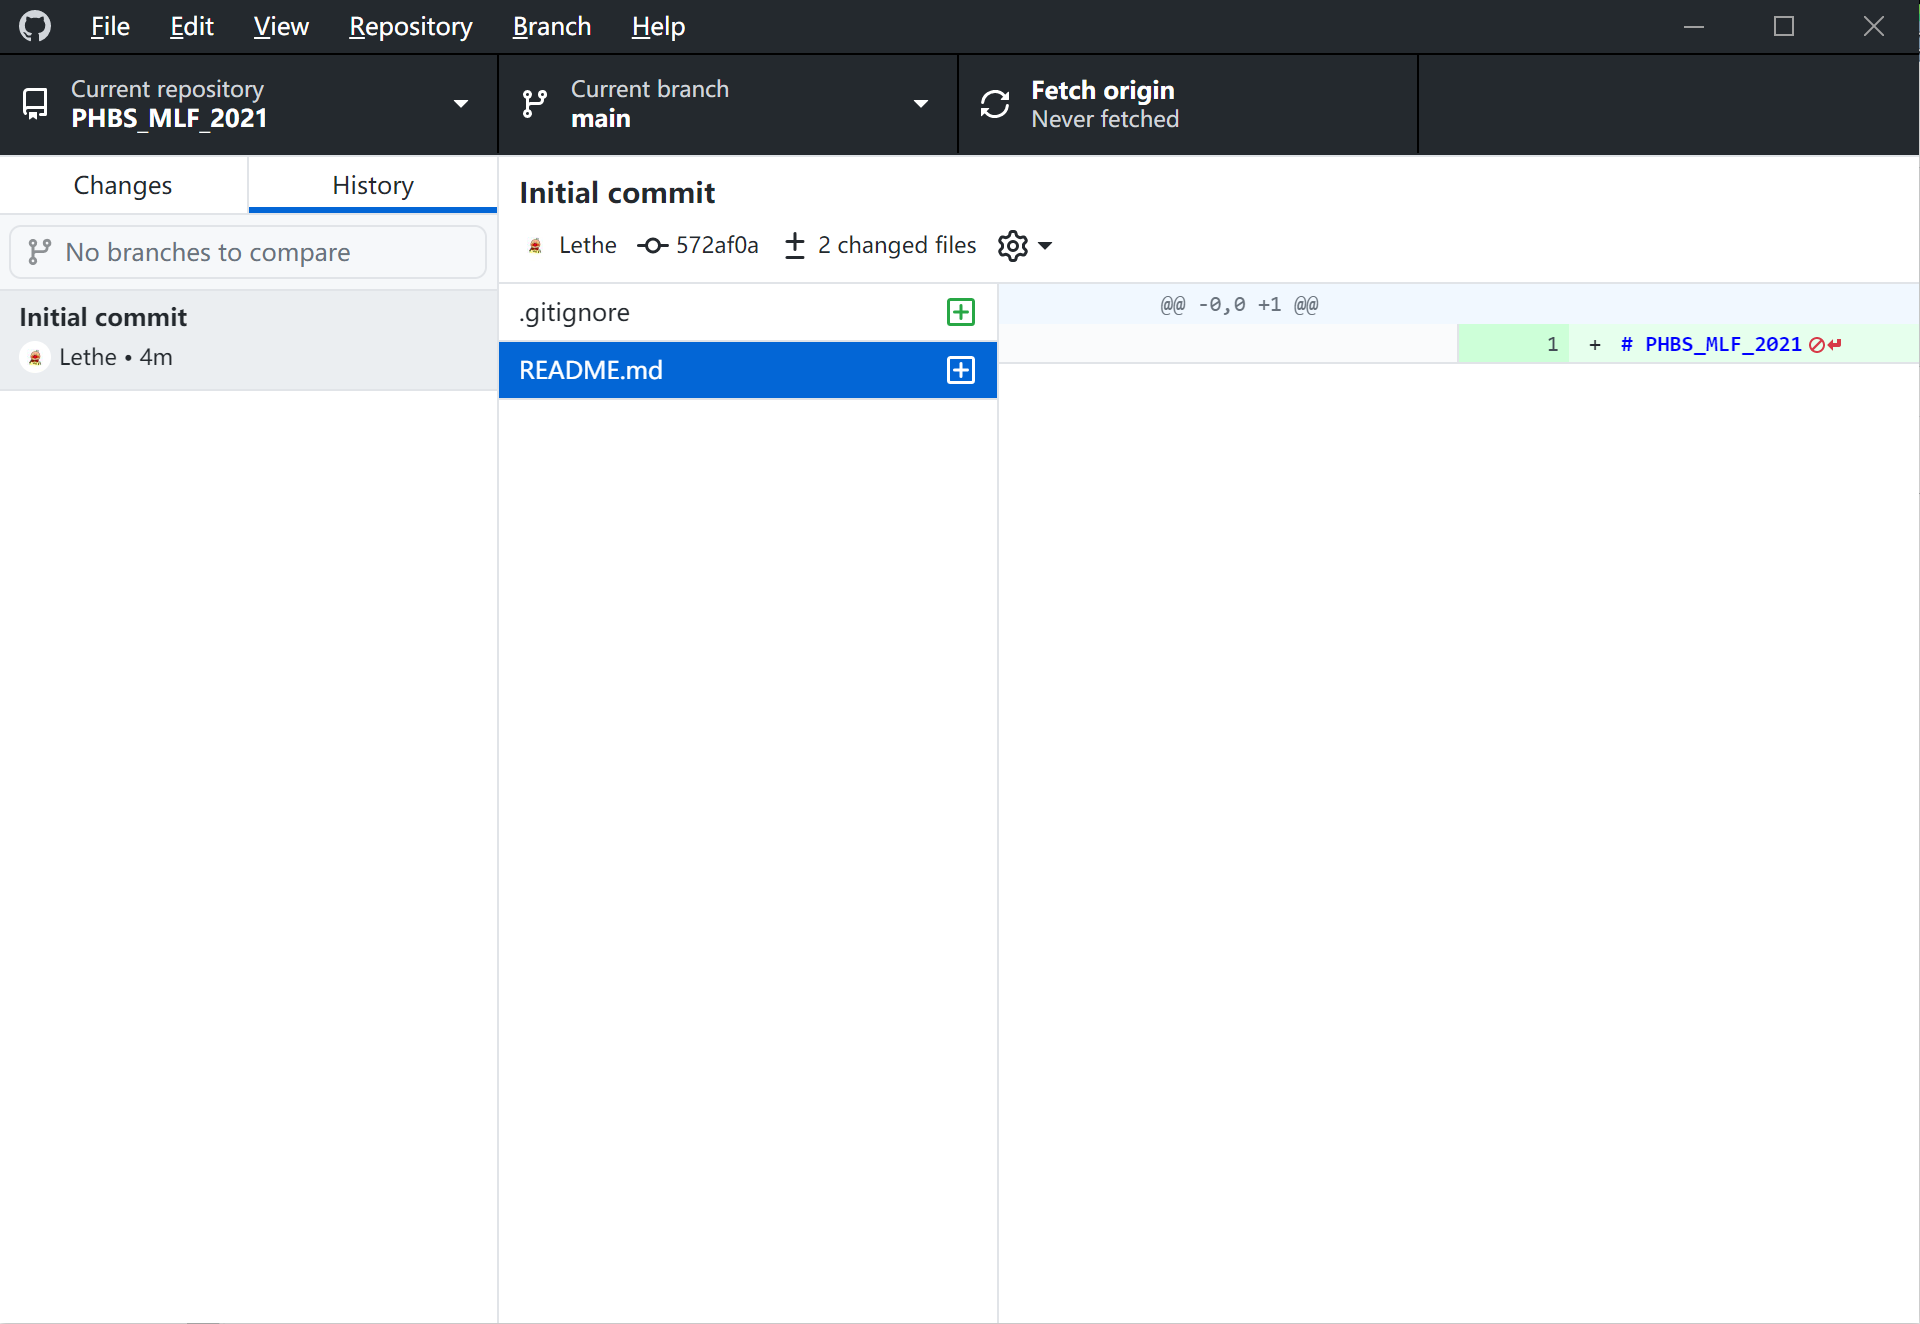 File Edit View Repository Branch Help
Current repository
PHBS_MLF_2021
Current branch
main
Fetch origin
Never fetched
Changes
History
No branches to compare
Initial commit
Lethe • 4m
Initial commit
Lethe 572af0a 2 changed files
.gitignore
README.md
@@ -0,0 +1 @@
1 + # PHBS_MLF_2021